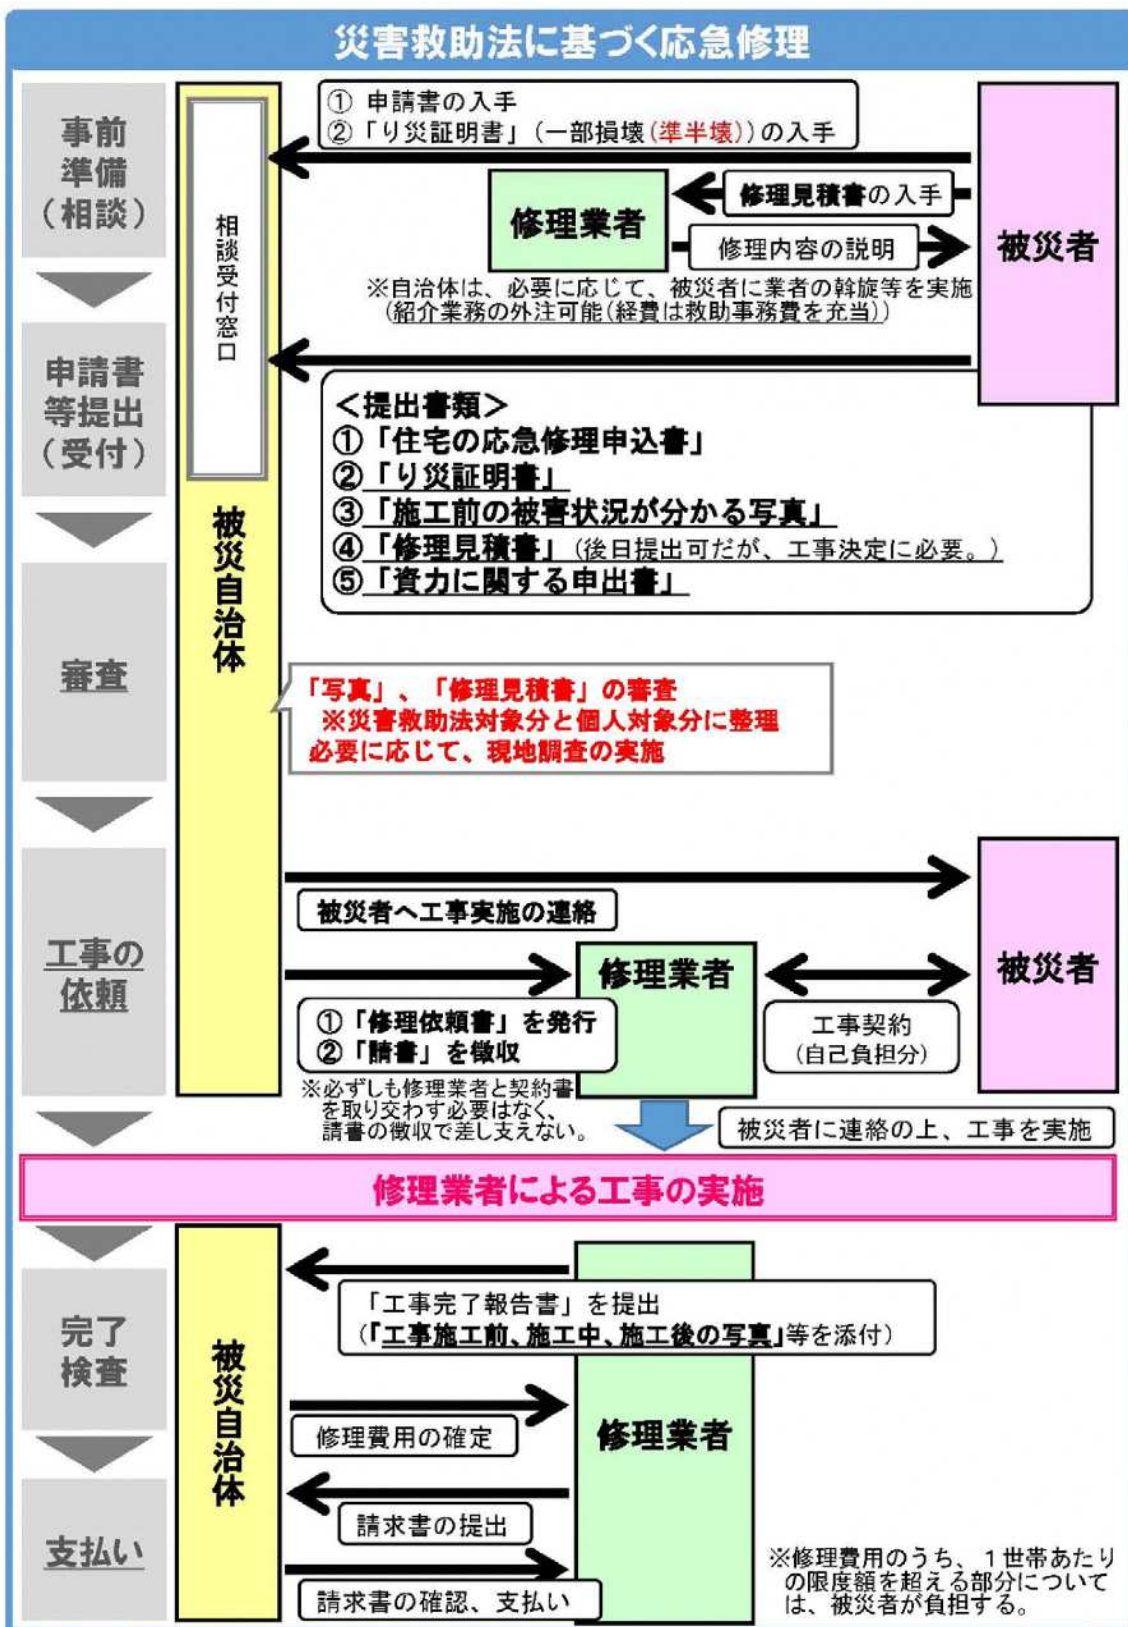 災害救助法に基づく応急修理
事前
準備
(相談)
① 申請書の入手
②「り災証明書」(一部損壊(準半壊))の入手
相談受付窓口
修理業者
修理見積書の入手
修理内容の説明
被災者
※自治体は、必要に応じて、被災者に業者の斡旋等を実施
(紹介業務の外注可能(経費は救助事務費を充当))
申請書
等提出
(受付)
<提出書類>
①「住宅の応急修理申込書」
②「り災証明書」
③「施工前の被害状況が分かる写真」
④「修理見積書」(後日提出可だが、工事決定に必要。)
⑤「資力に関する申出書」
被災自治体
審査
「写真」、「修理見積書」の審査
※災害救助法対象分と個人対象分に整理
必要に応じて、現地調査の実施
工事の
依頼
被災者へ工事実施の連絡
修理業者
被災者
①「修理依頼書」を発行
②「請書」を徴収
工事契約
(自己負担分)
※必ずしも修理業者と契約書
を取り交わす必要はなく、
請書の徴収で差し支えない。
被災者に連絡の上、工事を実施
修理業者による工事の実施
完了
検査
被災自治体
「工事完了報告書」を提出
(「工事施工前、施工中、施工後の写真」等を添付)
修理費用の確定
修理業者
支払い
請求書の提出
請求書の確認、支払い
※修理費用のうち、1世帯あたり
の限度額を超える部分について
は、被災者が負担する。